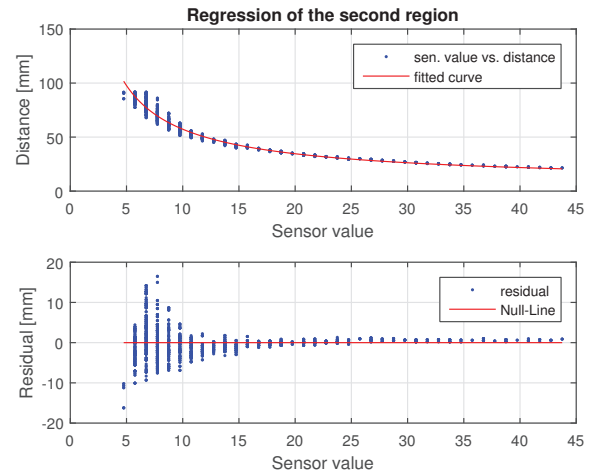 Regression of the second region
150
100
50
0
Distance [mm]
sen. value vs. distance
fitted curve
0 5 10 15 20 25 30 35 40 45
Sensor value
20
10
0
-10
-20
Residual [mm]
residual
Null-Line
0 5 10 15 20 25 30 35 40 45
Sensor value